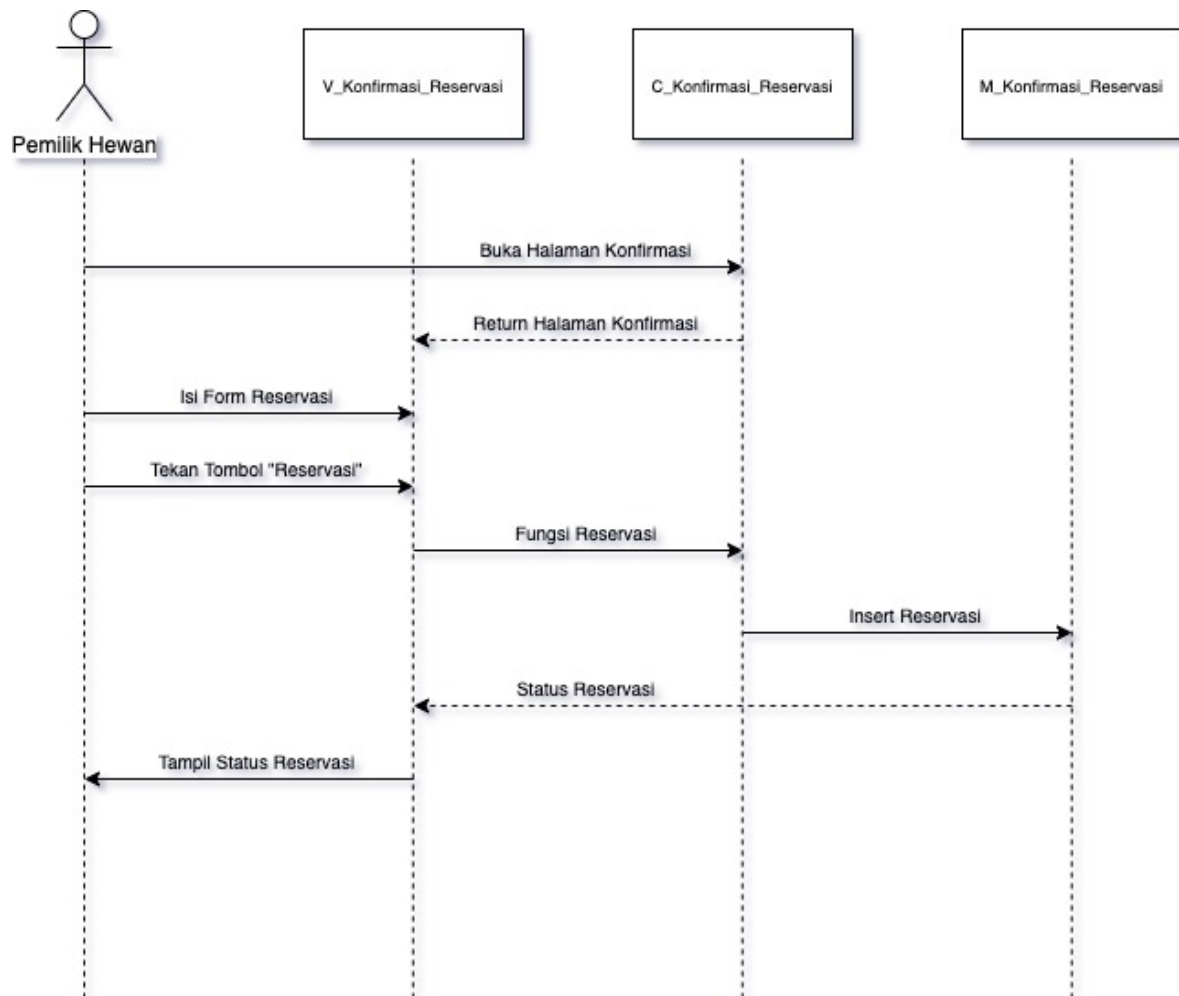 V_Konfirmasi_Reservasi
C_Konfirmasi_Reservasi
M_Konfirmasi_Reservasi
Pemilik Hewan
Buka Halaman Konfirmasi
Return Halaman Konfirmasi
Isi Form Reservasi
Tekan Tombol "Reservasi"
Fungsi Reservasi
Insert Reservasi
Status Reservasi
Tampil Status Reservasi